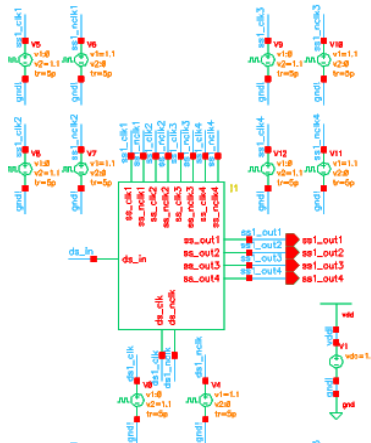 ss1_clk1
ss1_nclk1
V5
v1:0
v2=1.1
tr=5p
gnd!
V6
v1=1.1
v2:0
tr=5p
gnd!
ss1_clk3
ss1_nclk3
V9
v1:0
v2=1.1
tr=5p
gnd!
V10
v1=1.1
v2:0
tr=5p
gnd!
ss1_clk2
ss1_nclk2
v1:0
v2=1.1
tr=5p
gnd!
V7
v1=1.1
v2:0
tr=5p
gnd!
ss1_clk4
ss1_nclk4
V12
v1:0
v2=1.1
tr=5p
gnd!
V11
v1=1.1
v2:0
tr=5p
gnd!
ss1_clk1
ss1_nclk1
ss1_clk2
ss1_nclk2
ss1_clk3
ss1_nclk3
ss1_clk4
ss1_nclk4
I1
ss_clk1
ss_nclk1
ss_clk2
ss_nclk2
ss_clk3
ss_nclk3
ss_clk4
ss_nclk4
ds_in
ds_in
ss_out1
ss_out2
ss_out3
ss_out4
ss1_out1
ss1_out2
ss1_out3
ss1_out4
ss1_out1
ss1_out2
ss1_out3
ss1_out4
ds_clk
ds_nclk
ds1_clk
ds1_nclk
ds1_clk
ds1_nclk
v1:0
v2=1.1
tr=5p
gnd!
V4
v1=1.1
v2:0
tr=5p
gnd!
vdd
vdd!
V1
vdc=1.
gnd!
gnd